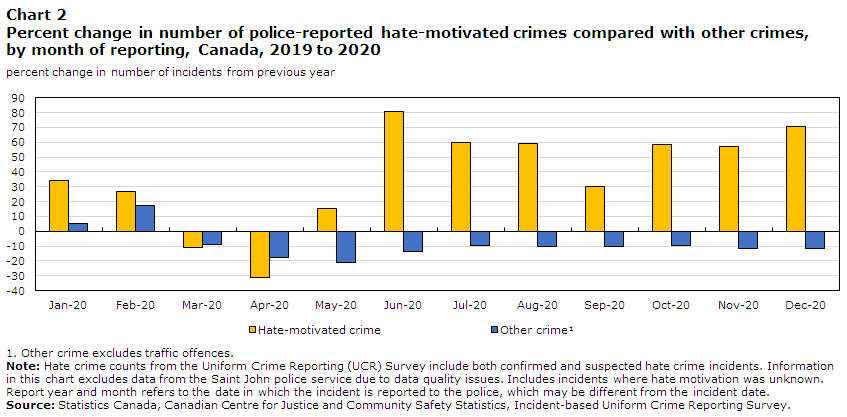 Chart 2
Percent change in number of police-reported hate-motivated crimes compared with other crimes,
by month of reporting, Canada, 2019 to 2020
percent change in number of incidents from previous year
90
80
70
60
50
40
30
20
10
0
-10
-20
-30
-40
Jan-20 Feb-20 Mar-20 Apr-20 May-20 Jun-20 Jul-20 Aug-20 Sep-20 Oct-20 Nov-20 Dec-20
Hate-motivated crime Other crime¹
1. Other crime excludes traffic offences.
Note: Hate crime counts from the Uniform Crime Reporting (UCR) Survey include both confirmed and suspected hate crime incidents. Information
in this chart excludes data from the Saint John police service due to data quality issues. Includes incidents where hate motivation was unknown.
Report year and month refers to the date in which the incident is reported to the police, which may be different from the incident date.
Source: Statistics Canada, Canadian Centre for Justice and Community Safety Statistics, Incident-based Uniform Crime Reporting Survey.